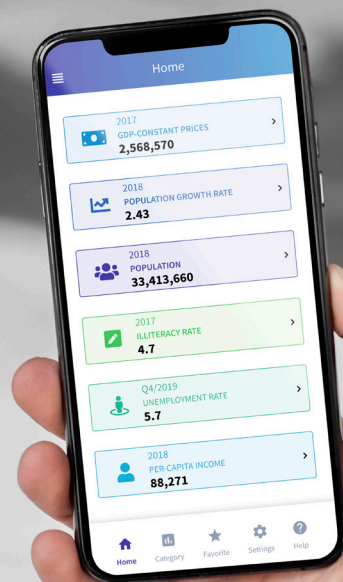 Home
2017
GDP-CONSTANT PRICES
2,568,570
2018
POPULATION GROWTH RATE
2.43
2018
POPULATION
33,413,660
2017
ILLITERACY RATE
4.7
Q4/2019
UNEMPLOYMENT RATE
5.7
2018
PER-CAPITA INCOME
88,271
Home Category Favorite Settings Help